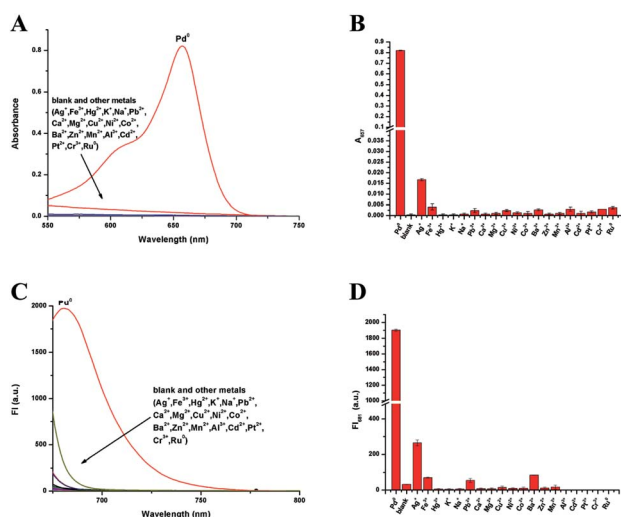 A
Pd⁰
blank and other metals
(Ag⁺,Fe³⁺,Hg²⁺,K⁺,Na⁺,Pb²⁺,
Ca²⁺,Mg²⁺,Cu²⁺,Ni²⁺,Co²⁺,
Ba²⁺,Zn²⁺,Mn²⁺,Al³⁺,Cd²⁺,
Pt²⁺,Cr³⁺,Ru⁰)
Absorbance
0.8
0.6
0.4
0.2
0.0
550 600 650 700 750
Wavelength (nm)
B
A₆₅₇
0.9
0.8
0.7
0.6
0.5
0.4
0.3
0.2
0.1
0.035
0.030
0.025
0.020
0.015
0.010
0.005
0.000
Pd⁰ blank Ag⁺ Fe³⁺ Hg²⁺ K⁺ Na⁺ Pb²⁺ Ca²⁺ Mg²⁺ Cu²⁺ Ni²⁺ Co²⁺ Ba²⁺ Zn²⁺ Mn²⁺ Al³⁺ Cd²⁺ Pt²⁺ Cr³⁺ Ru⁰
C
FI (a.u.)
2000
1500
1000
500
0
blank and other metals
(Ag⁺,Fe³⁺,Hg²⁺,K⁺,Na⁺,Pb²⁺,
Ca²⁺,Mg²⁺,Cu²⁺,Ni²⁺,Co²⁺,
Ba²⁺,Zn²⁺,Mn²⁺,Al³⁺,Cd²⁺,Pt²⁺,
Cr³⁺,Ru⁰)
700 750 800
Wavelength (nm)
D
FI₆₈₁ (a.u.)
2000
1800
1600
1400
1200
1000
400
200
0
Pd⁰ blank Ag⁺ Fe³⁺ Hg²⁺ K⁺ Na⁺ Pb²⁺ Ca²⁺ Mg²⁺ Cu²⁺ Ni²⁺ Co²⁺ Ba²⁺ Zn²⁺ Mn²⁺ Al³⁺ Cd²⁺ Pt²⁺ Cr³⁺ Ru⁰